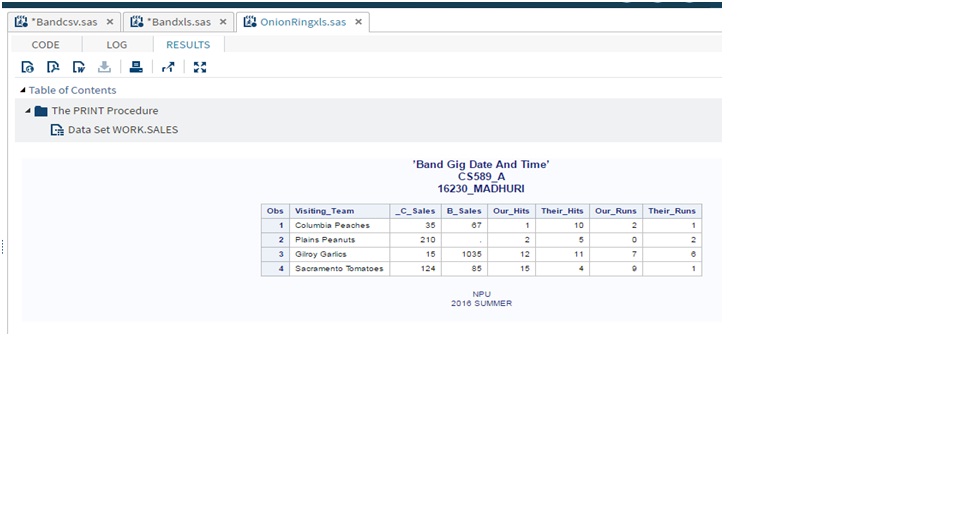 *Bandcsv.sas × *Bandxls.sas × OnionRingxls.sas ×
CODE LOG RESULTS
Table of Contents
The PRINT Procedure
Data Set WORK.SALES
'Band Gig Date And Time'
CS589_A
16230_MADHURI
Obs Visiting_Team _C_Sales B_Sales Our_Hits Their_Hits Our_Runs Their_Runs
1 Columbia Peaches 35 67 1 10 2 1
2 Plains Peanuts 210 . 2 5 0 2
3 Gilroy Garlics 15 1035 12 11 7 6
4 Sacramento Tomatoes 124 85 15 4 9 1
NPU
2016 SUMMER